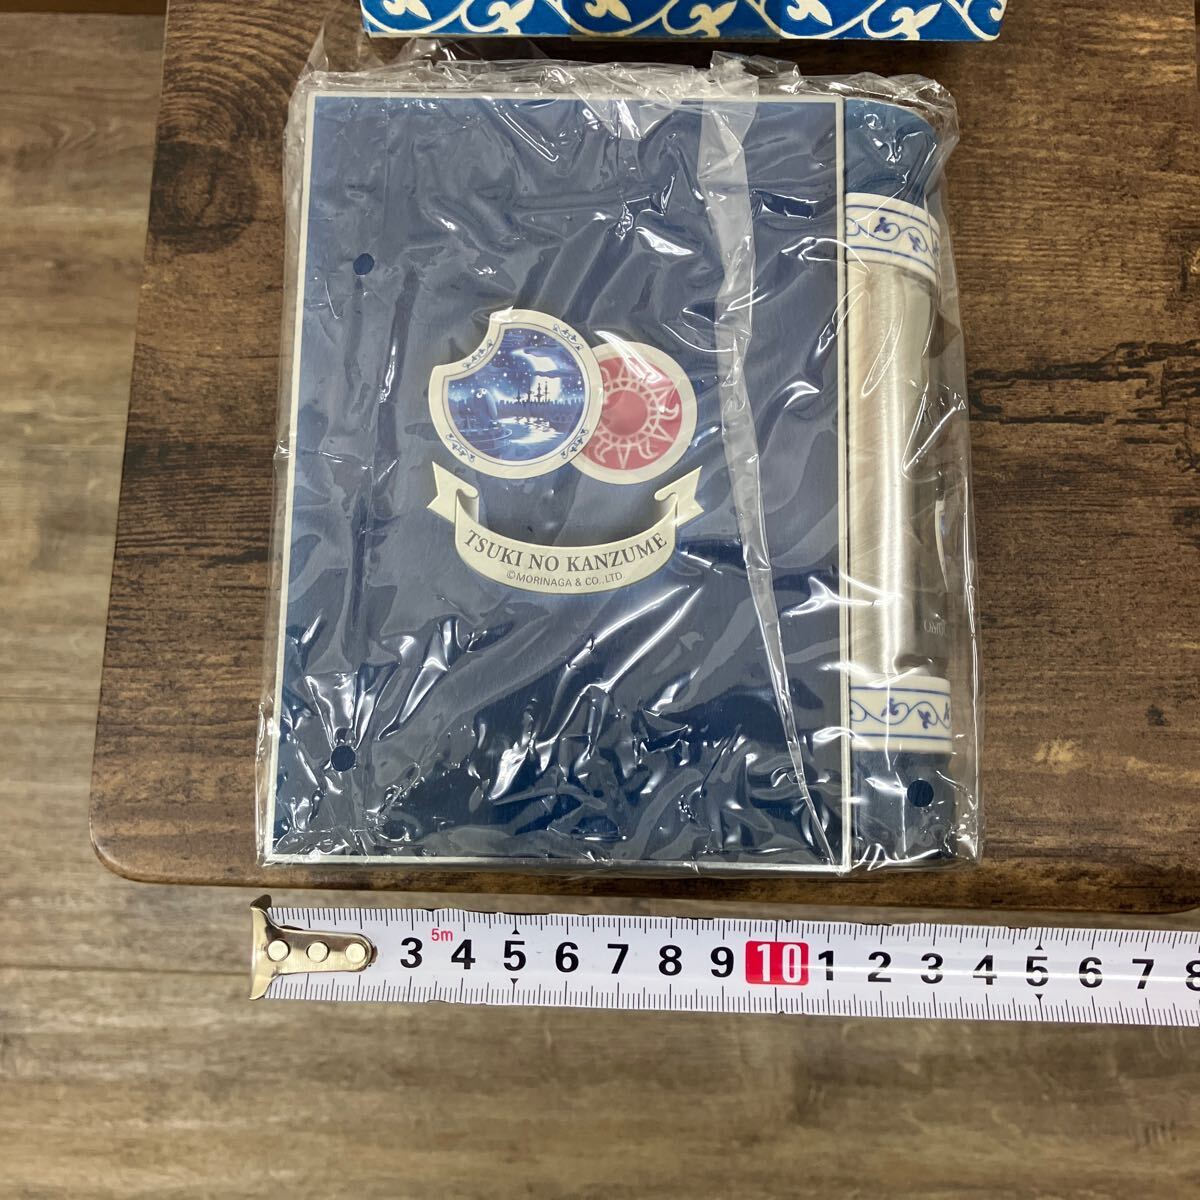 TSUKI NO KANZUME
©MORINAGA & CO.,LTD.
5m
3 4 5 6 7 8 9 10 1 2 3 4 5 6 7 8